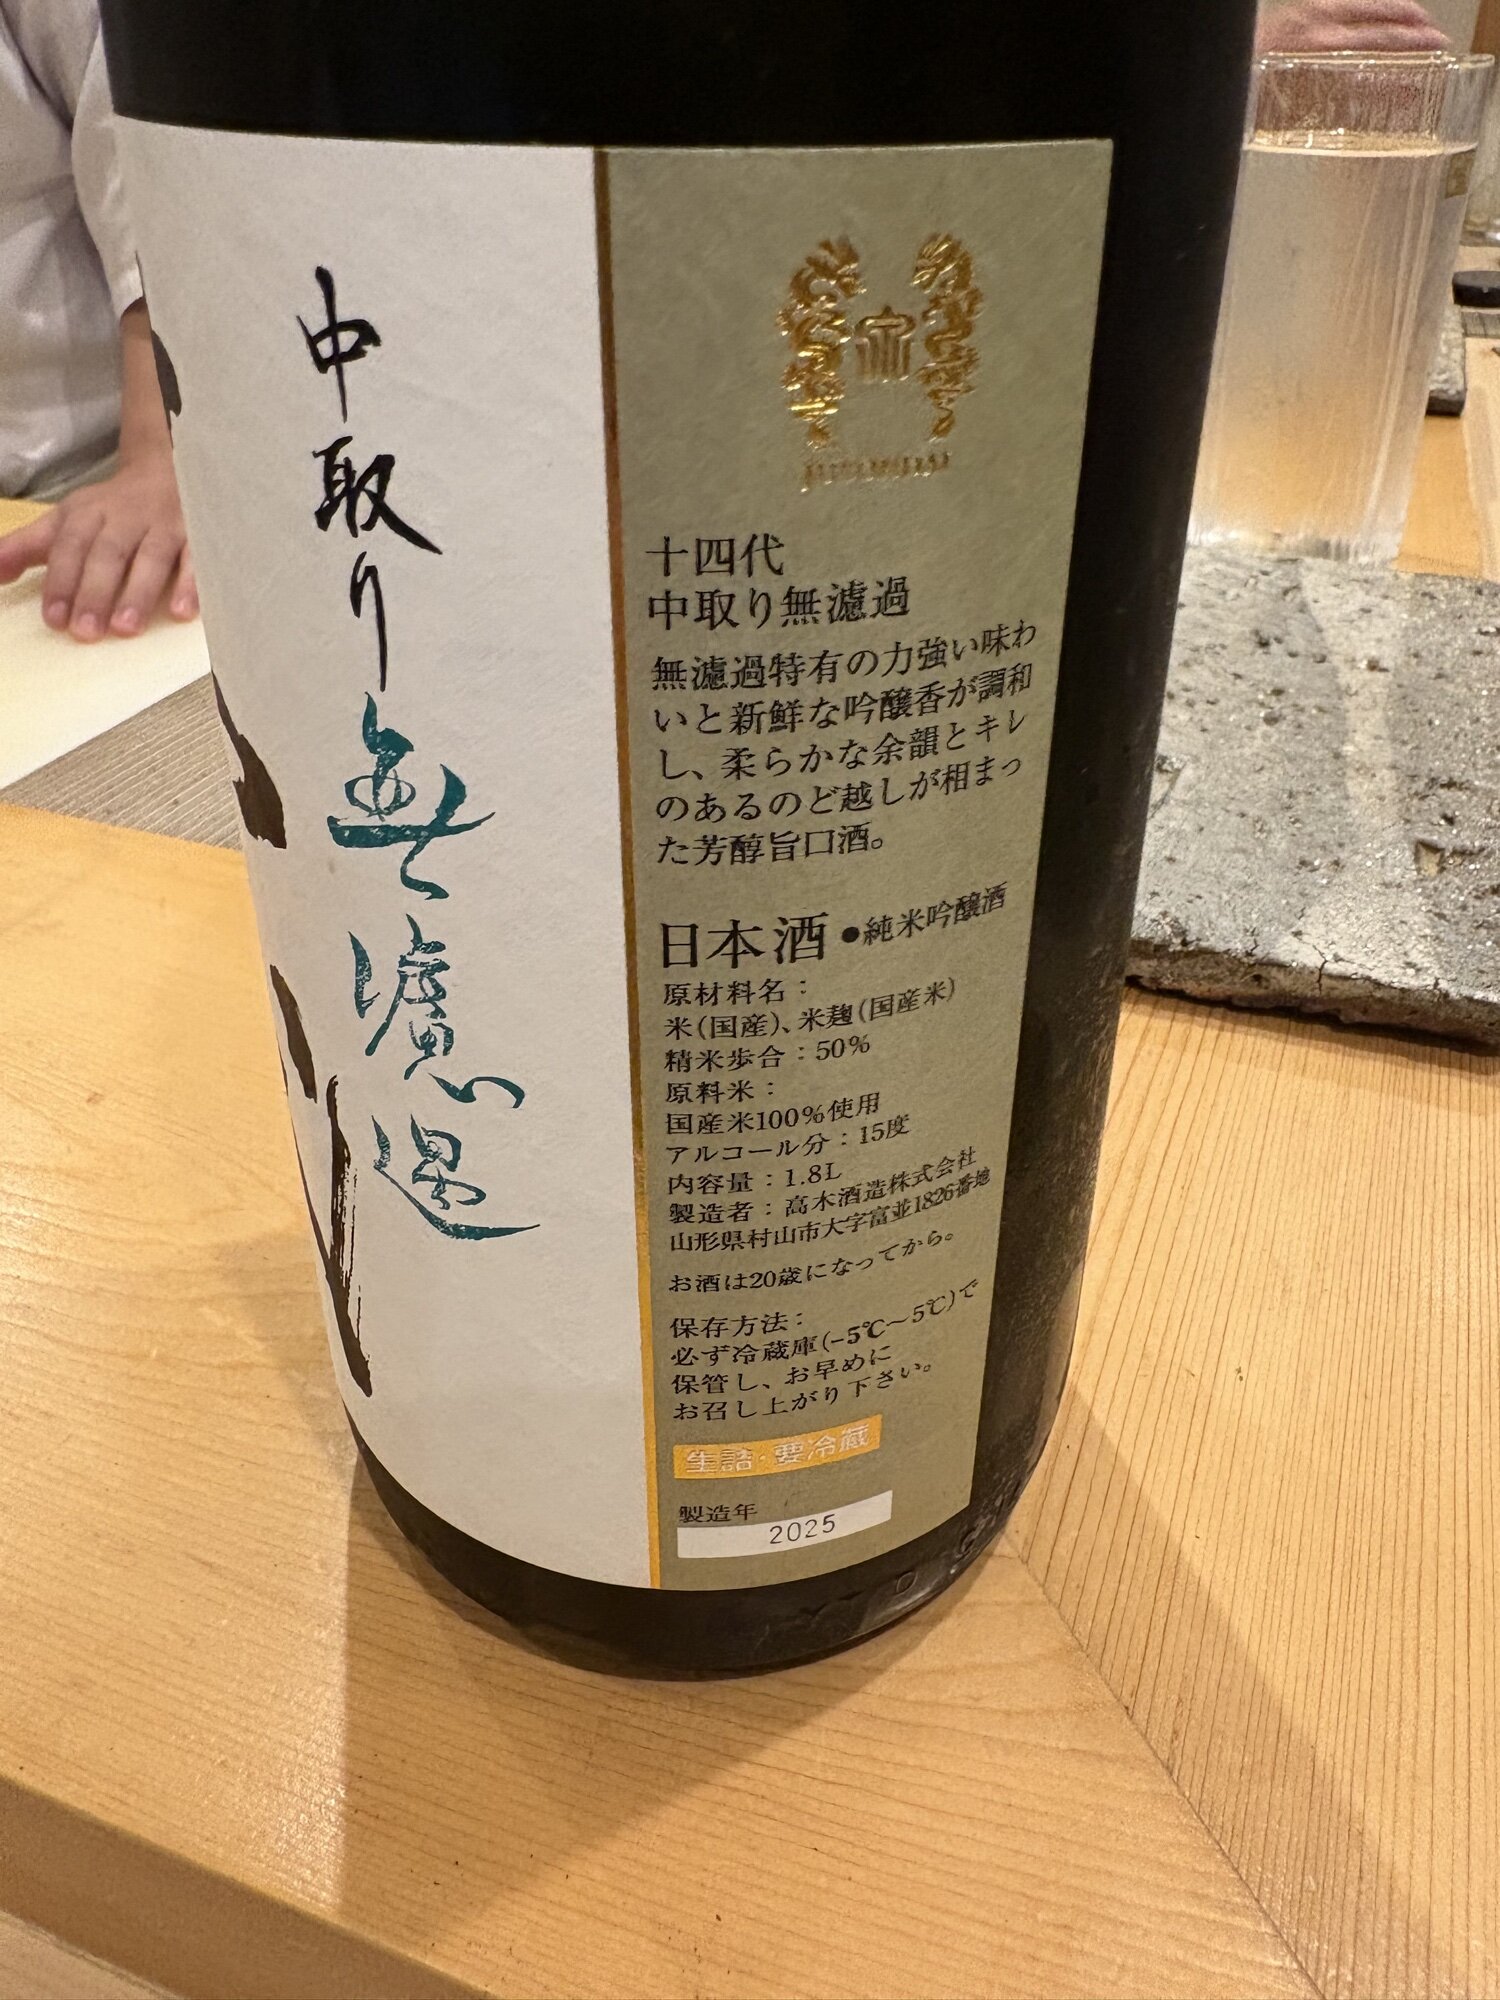 中取り無濾過
十四代
中取り無濾過
無濾過特有の力強い味わ
いと新鮮な吟醸香が調和
し、柔らかな余韻とキレ
のあるのど越しが相まっ
た芳醇旨口酒。
日本酒●純米吟醸酒
原材料名：
米(国産)、米麹(国産米)
精米歩合：50%
原料米：
国産米100%使用
アルコール分：15度
内容量：1.8L
製造者：高木酒造株式会社
山形県村山市大字富並1826番地
お酒は20歳になってから。
保存方法：
必ず冷蔵庫(-5℃〜5℃)で
保管し、お早めに
お召し上がり下さい。
生詰・要冷蔵
製造年
2025